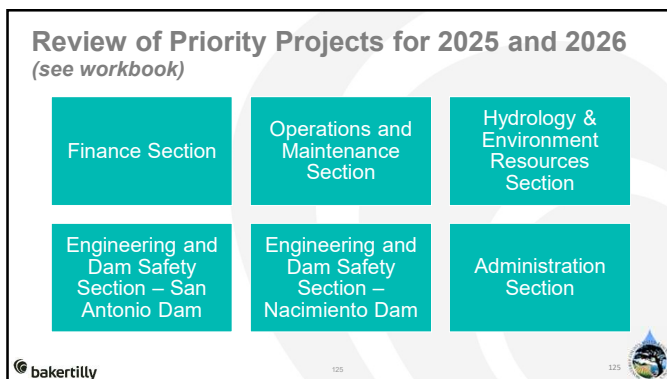 Review of Priority Projects for 2025 and 2026
(see workbook)
Finance Section
Operations and
Maintenance
Section
Hydrology &
Environment
Resources
Section
Engineering and
Dam Safety
Section – San
Antonio Dam
Engineering and
Dam Safety
Section –
Nacimiento Dam
Administration
Section
bakertilly
125
125